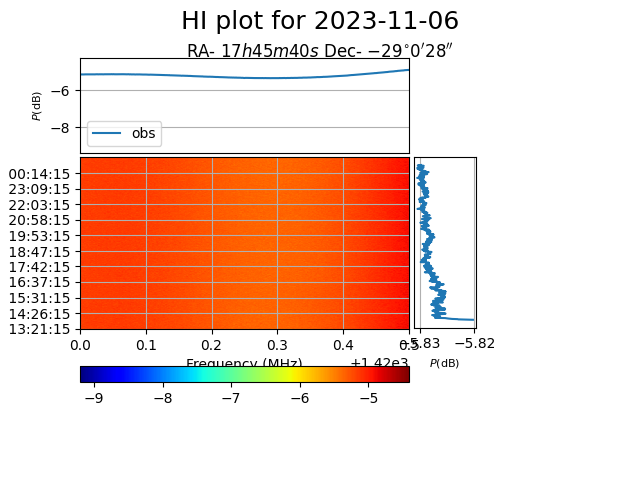 HI plot for 2023-11-06
RA- 17h45m40s Dec- −29°0′28″
−6
−8
P(dB)
obs
00:14:15
23:09:15
22:03:15
20:58:15
19:53:15
18:47:15
17:42:15
16:37:15
15:31:15
14:26:15
13:21:15
0.0 0.1 0.2 0.3 0.4 0.5
Frequency (MHz)
+1.42e3
−5.83 −5.82
P(dB)
−9 −8 −7 −6 −5